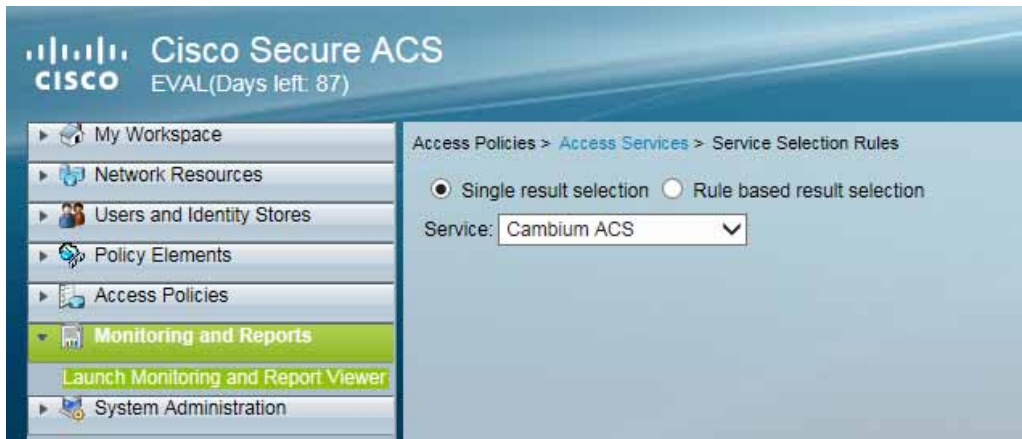 CISCO
Cisco Secure ACS
EVAL(Days left: 87)
My Workspace
Network Resources
Users and Identity Stores
Policy Elements
Access Policies
Monitoring and Reports
Launch Monitoring and Report Viewer
System Administration
Access Policies > Access Services > Service Selection Rules
Single result selection Rule based result selection
Service: Cambium ACS